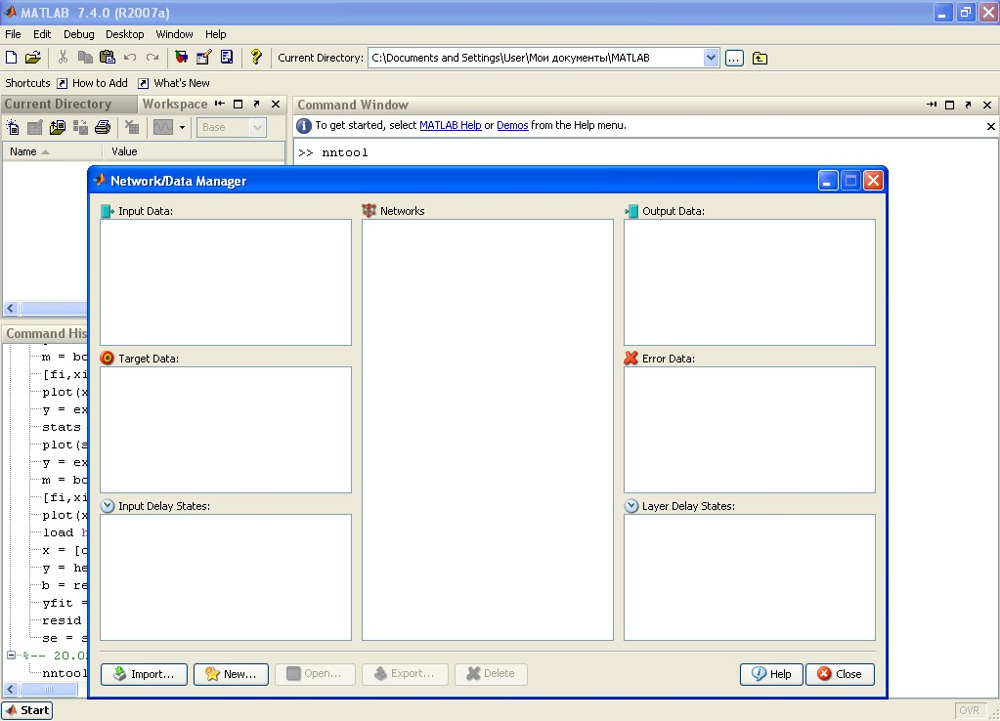 MATLAB 7.4.0 (R2007a)
File Edit Debug Desktop Window Help
Current Directory: C:\Documents and Settings\User\Мои документы\MATLAB ...
Shortcuts How to Add What's New
Current Directory Workspace
Base
Name Value
Command Window
To get started, select MATLAB Help or Demos from the Help menu.
>> nntool
Network/Data Manager
Input Data:
Networks
Output Data:
Target Data:
Error Data:
Input Delay States:
Layer Delay States:
Import... New... Open... Export... Delete Help Close
Command His
m = bo
[fi,xi
plot(x
y = ex
stats
plot(s
y = ex
m = bo
[fi,xi
plot(x
load h
x = [c
y = he
b = re
yfit =
resid
se = s
%-- 20.0
nntool
Start
OVR